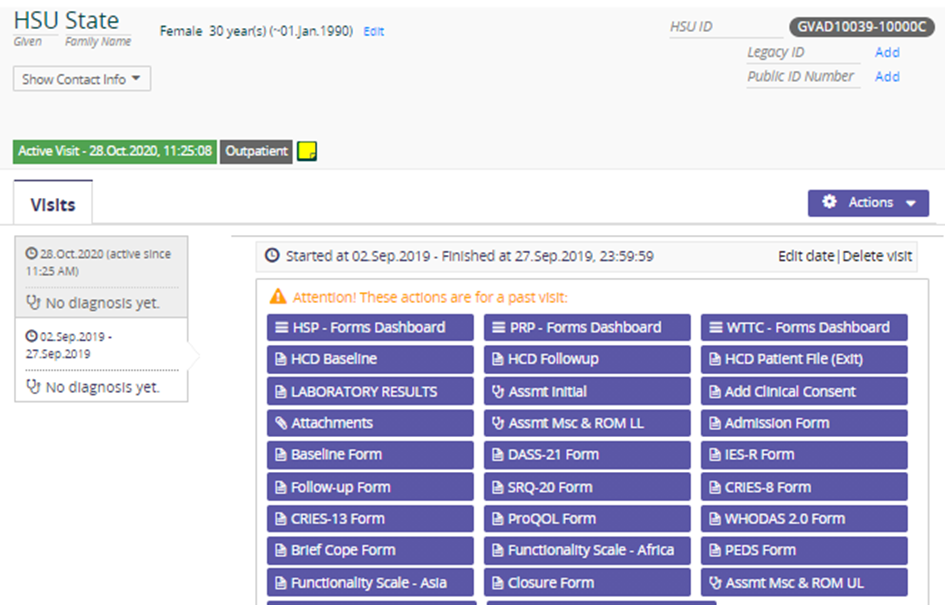 HSU State
Given Family Name
Female 30 year(s) (~01.Jan.1990) Edit
HSU ID GVAD10039-10000C
Legacy ID Add
Public ID Number Add
Show Contact Info
Active Visit - 28.Oct.2020, 11:25:08 Outpatient
Visits
Actions
28.Oct.2020 (active since
11:25 AM)
No diagnosis yet.
02.Sep.2019 -
27.Sep.2019
No diagnosis yet.
Started at 02.Sep.2019 - Finished at 27.Sep.2019, 23:59:59 Edit date|Delete visit
Attention! These actions are for a past visit:
HSP - Forms Dashboard PRP - Forms Dashboard WTTC - Forms Dashboard
HCD Baseline HCD Followup HCD Patient File (Exit)
LABORATORY RESULTS Assmt Initial Add Clinical Consent
Attachments Assmt Msc & ROM LL Admission Form
Baseline Form DASS-21 Form IES-R Form
Follow-up Form SRQ-20 Form CRIES-8 Form
CRIES-13 Form ProQOL Form WHODAS 2.0 Form
Brief Cope Form Functionality Scale - Africa PEDS Form
Functionality Scale - Asia Closure Form Assmt Msc & ROM UL